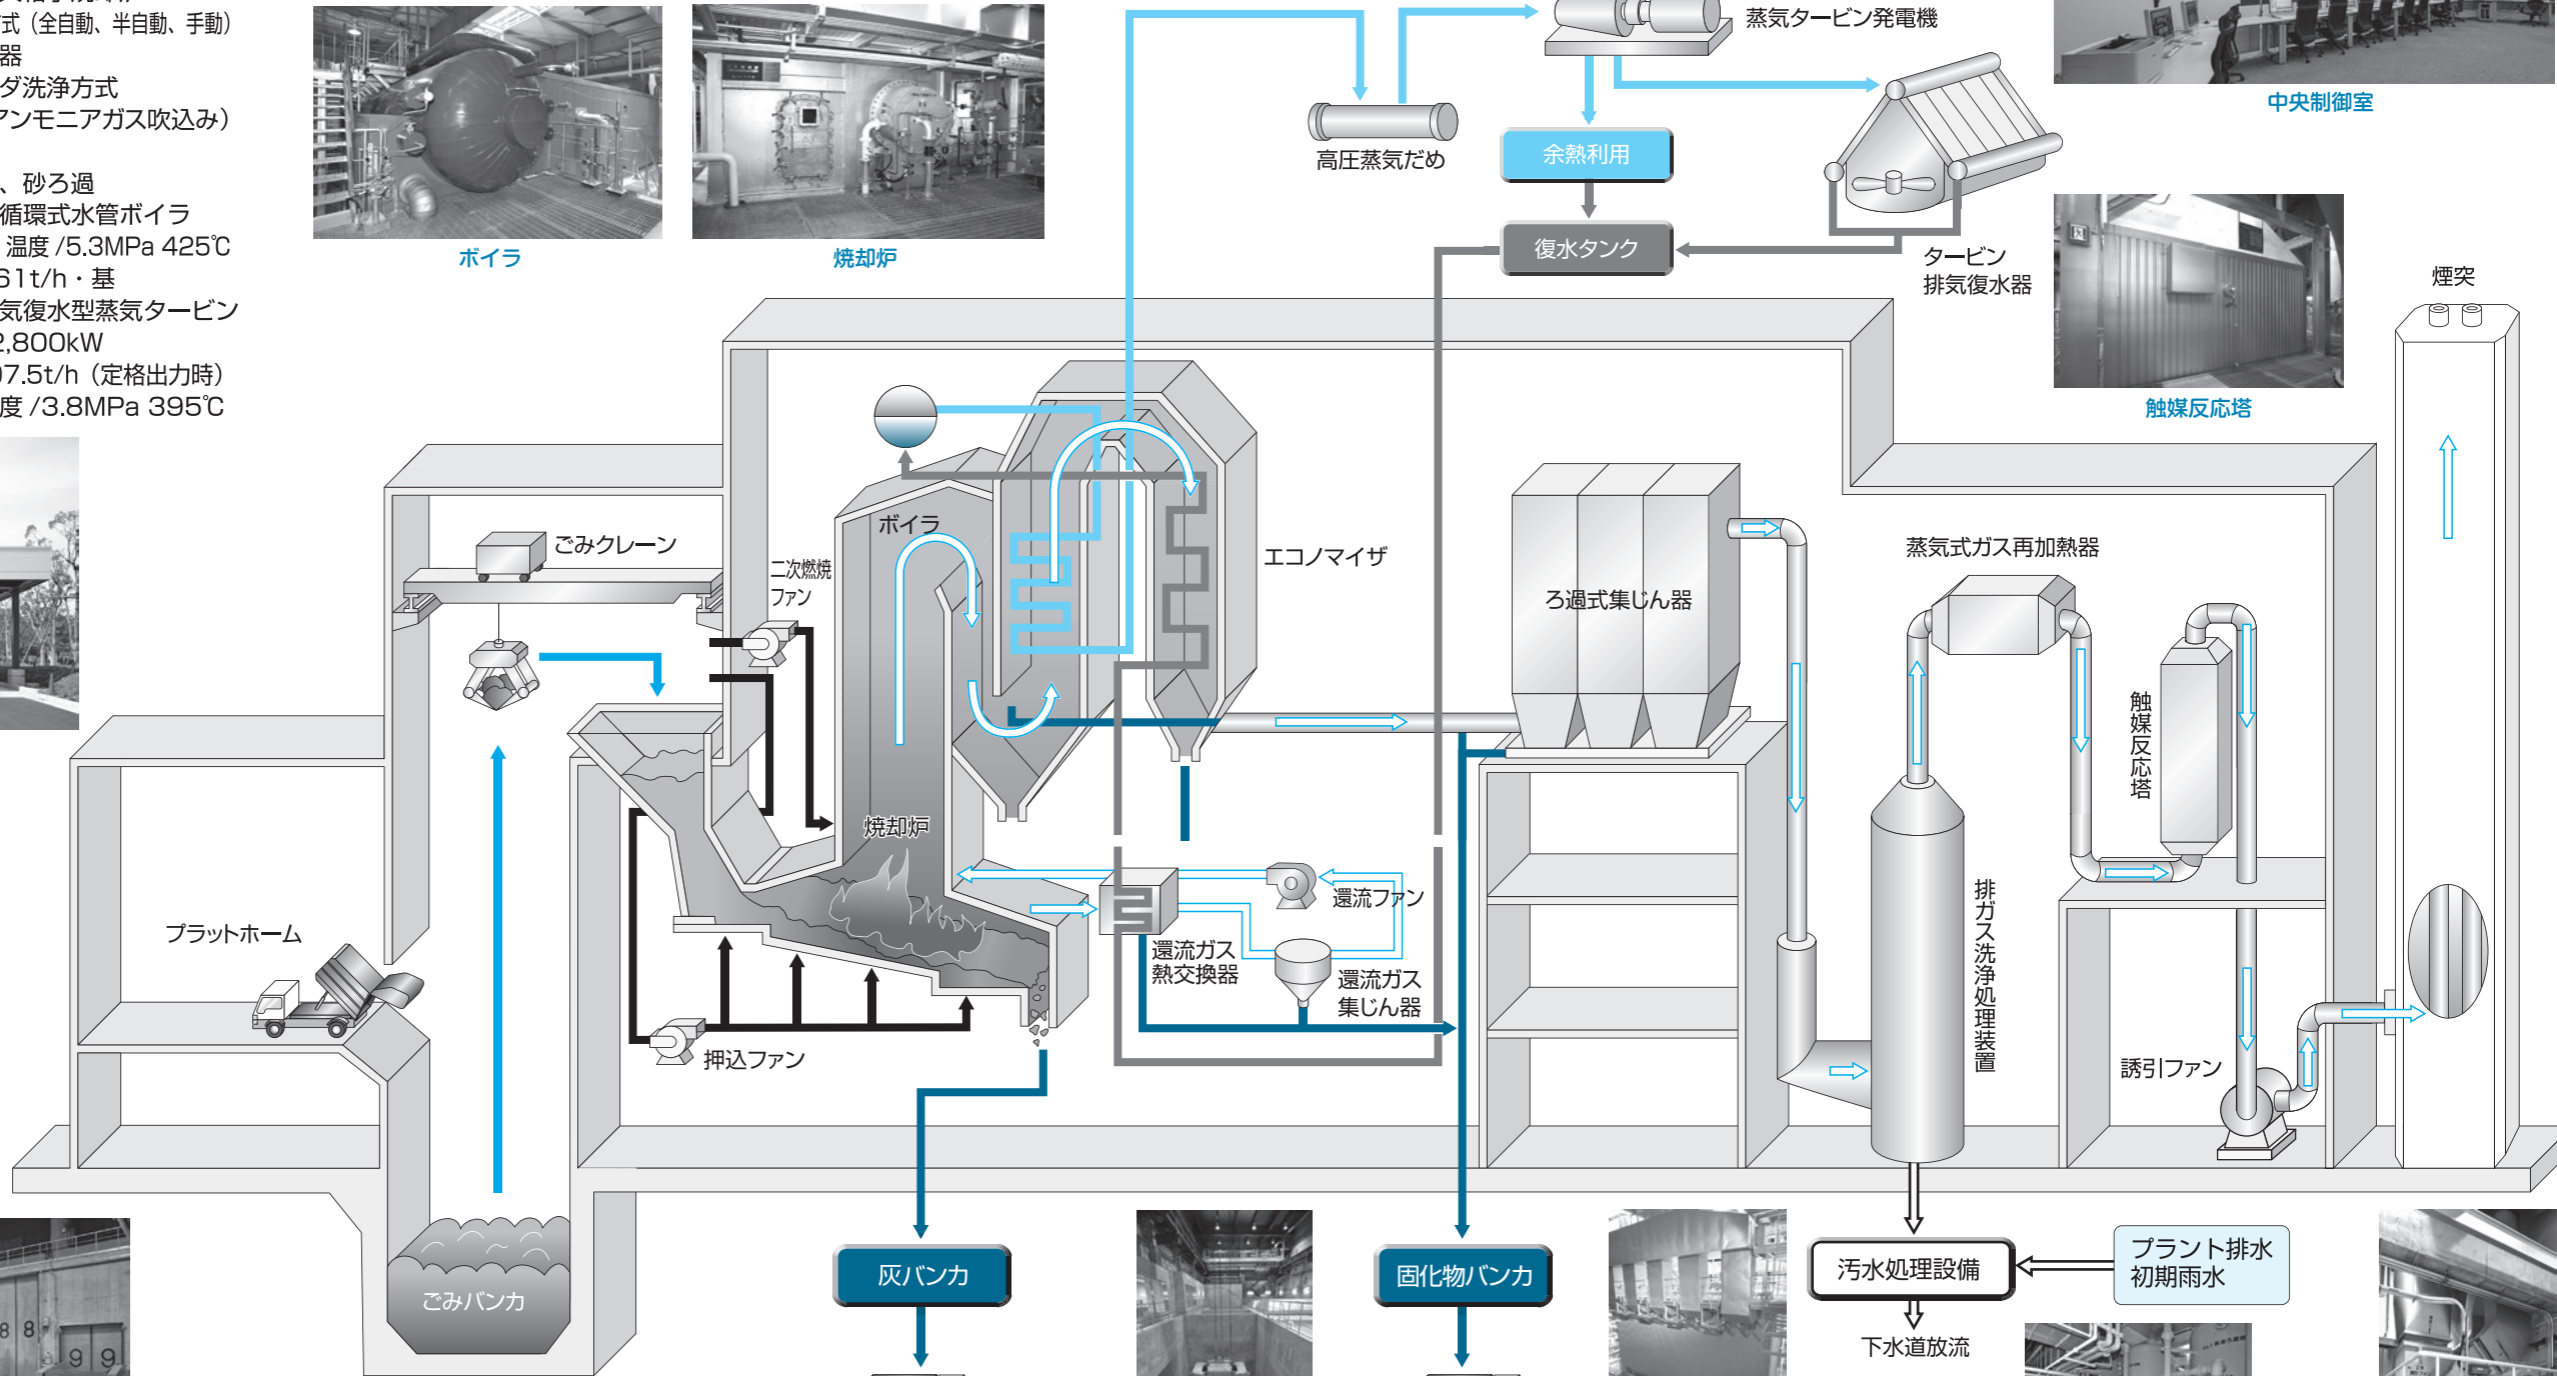 式（全自動、半自動、手動）
器
ダ洗浄方式
アンモニアガス吹込み）
、砂ろ過
循環式水管ボイラ
温度 /5.3MPa 425℃
61t/h・基
気復水型蒸気タービン
2,800kW
07.5t/h（定格出力時）
度 /3.8MPa 395℃
ボイラ
焼却炉
高圧蒸気だめ
蒸気タービン発電機
余熱利用
復水タンク
タービン
排気復水器
中央制御室
触媒反応塔
煙突
ごみクレーン
二次燃焼
ファン
ボイラ
エコノマイザ
ろ過式集じん器
蒸気式ガス再加熱器
触媒反応塔
焼却炉
還流ファン
還流ガス
熱交換器
還流ガス
集じん器
排ガス洗浄処理装置
誘引ファン
プラットホーム
押込ファン
ごみバンカ
灰バンカ
固化物バンカ
汚水処理設備
プラント排水
初期雨水
下水道放流
8 8
9 9